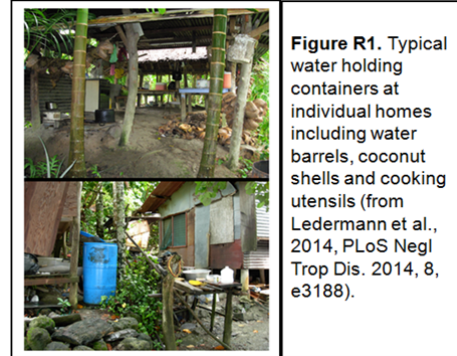 Figure R1. Typical
water holding
containers at
individual homes
including water
barrels, coconut
shells and cooking
utensils (from
Ledermann et al.,
2014, PLoS Negl
Trop Dis. 2014, 8,
e3188).